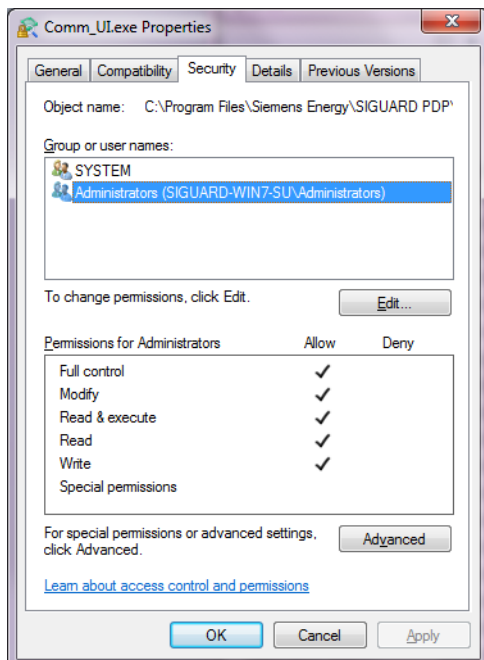 Comm_UI.exe Properties
General Compatibility Security Details Previous Versions
Object name: C:\Program Files\Siemens Energy\SIGUARD PDP\
Group or user names:
SYSTEM
Administrators (SIGUARD-WIN7-SU\Administrators)
To change permissions, click Edit.
Edit...
Permissions for Administrators Allow Deny
Full control
Modify
Read & execute
Read
Write
Special permissions
For special permissions or advanced settings,
click Advanced.
Advanced
Learn about access control and permissions
OK Cancel Apply